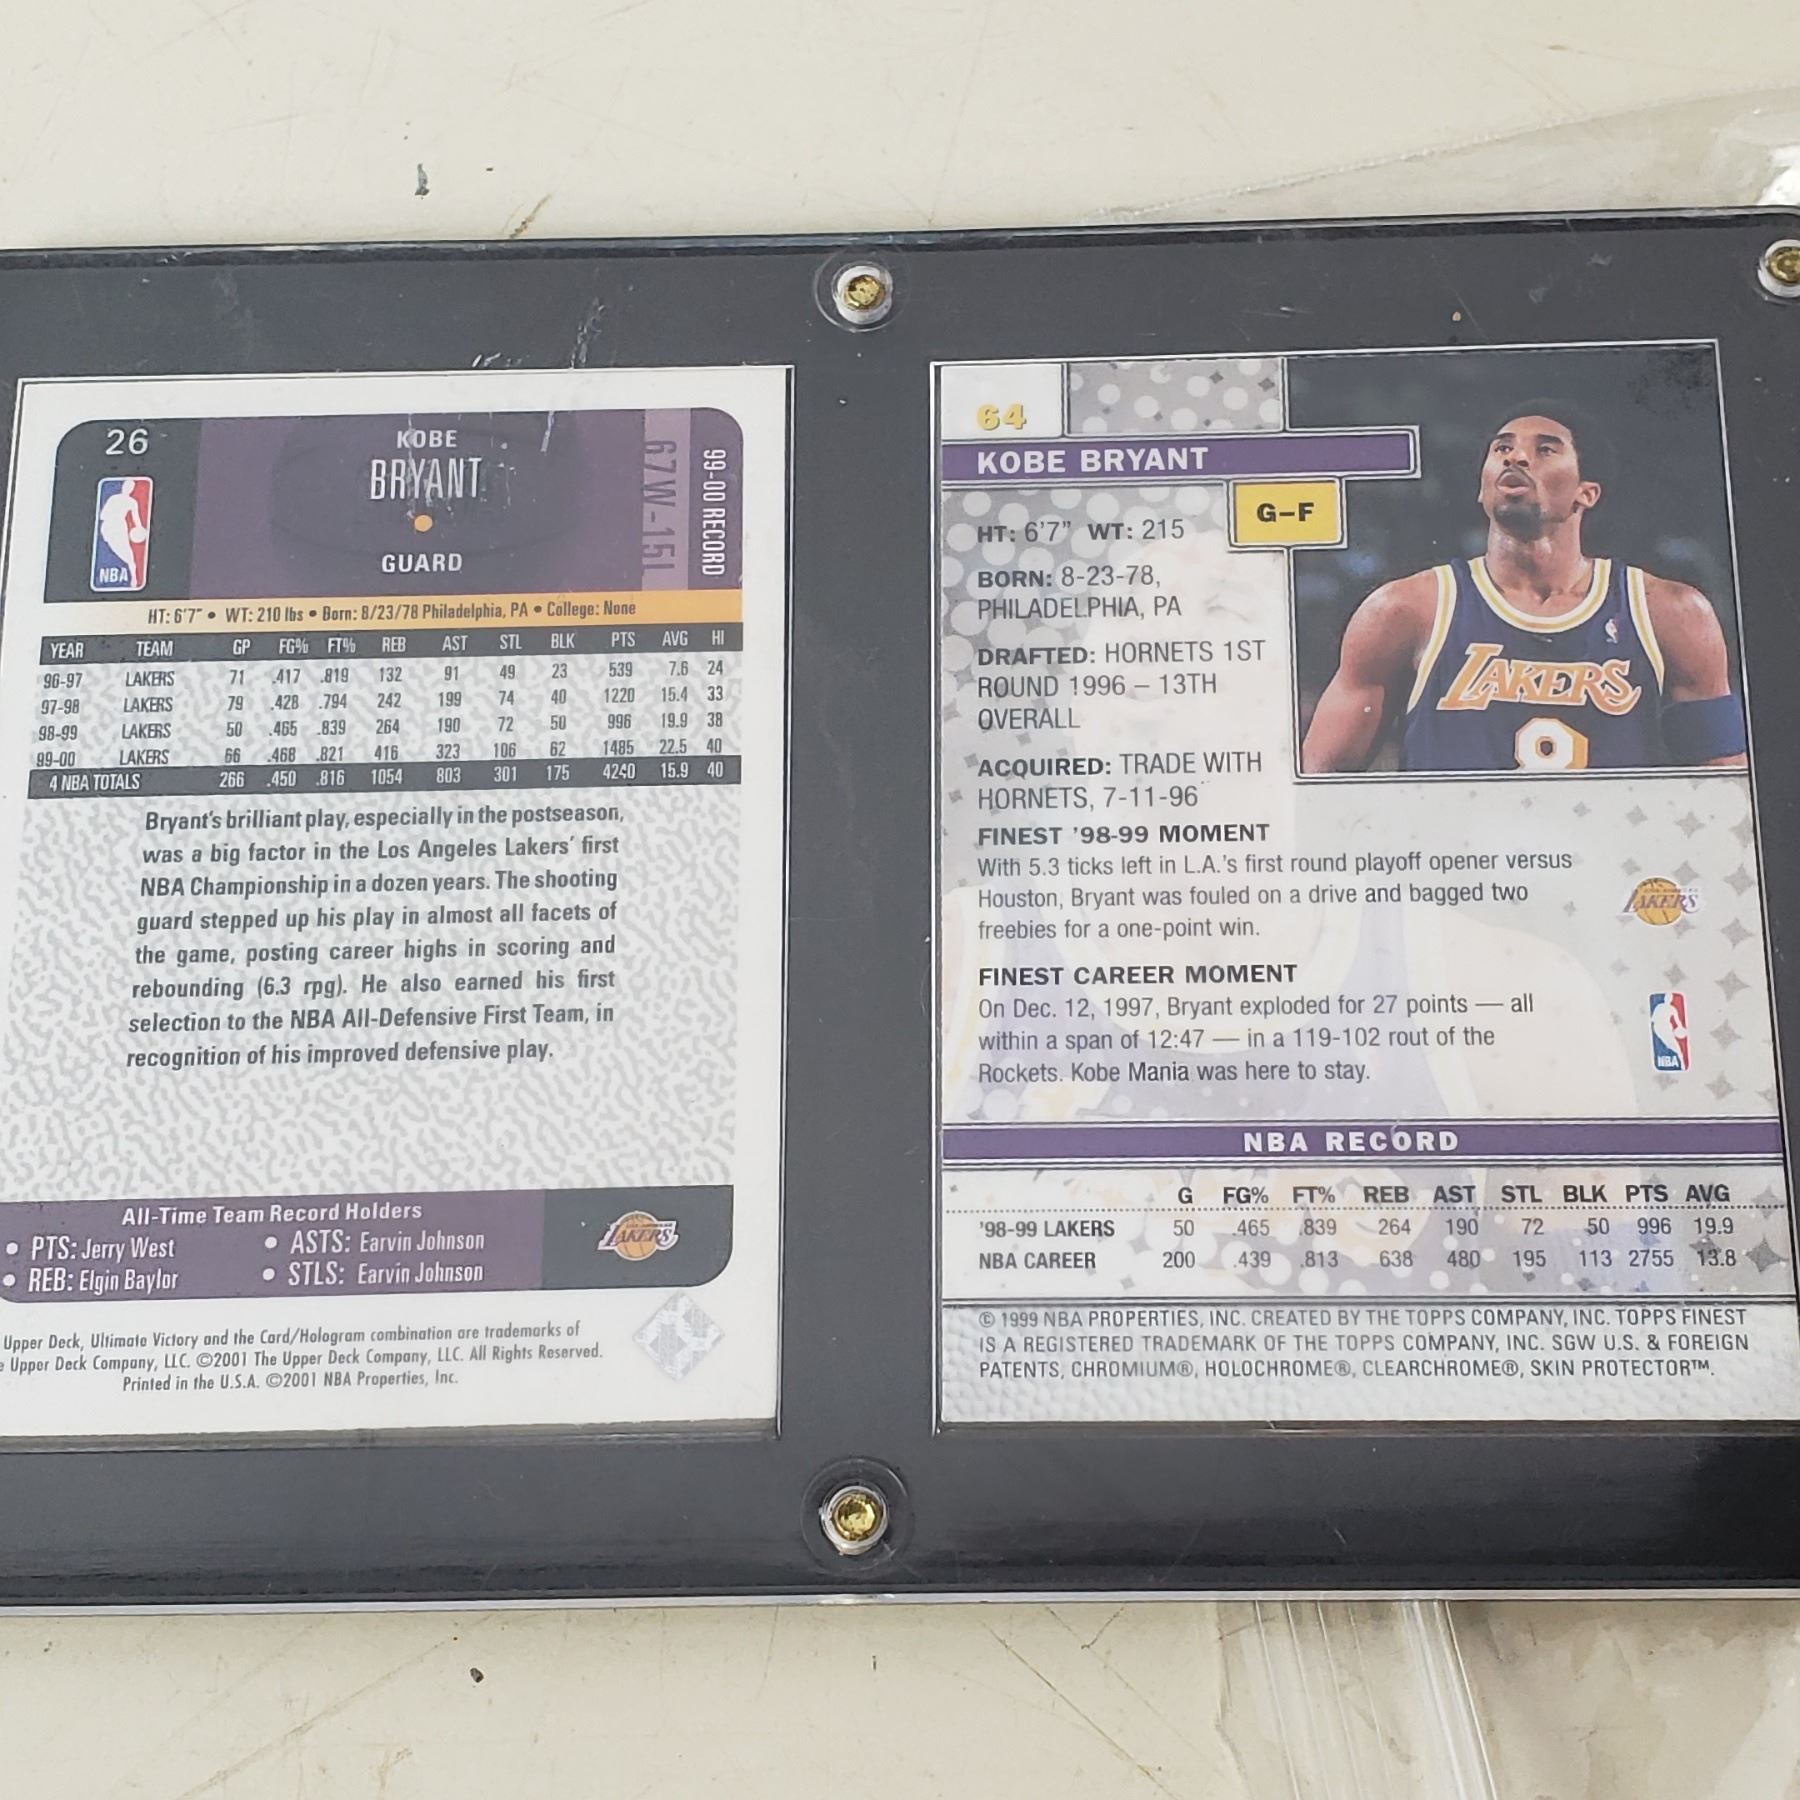 26
NBA
KOBE
BRYANT
GUARD
67W-15L
99-00 RECORD
HT: 6'7" • WT: 210 lbs • Born: 8/23/78 Philadelphia, PA • College: None
YEAR TEAM GP FG% FT% REB AST STL BLK PTS AVG HI
96-97 LAKERS 71 .417 .819 132 91 49 23 539 7.6 24
97-98 LAKERS 79 .428 .794 242 199 74 40 1220 15.4 33
98-99 LAKERS 50 .465 .839 264 190 72 50 996 19.9 38
99-00 LAKERS 66 .468 .821 416 323 106 62 1485 22.5 40
4 NBA TOTALS 266 .450 .816 1054 803 301 175 4240 15.9 40
Bryant's brilliant play, especially in the postseason,
was a big factor in the Los Angeles Lakers' first
NBA Championship in a dozen years. The shooting
guard stepped up his play in almost all facets of
the game, posting career highs in scoring and
rebounding (6.3 rpg). He also earned his first
selection to the NBA All-Defensive First Team, in
recognition of his improved defensive play.
All-Time Team Record Holders
• PTS: Jerry West • ASTS: Earvin Johnson
• REB: Elgin Baylor • STLS: Earvin Johnson
LAKERS
Upper Deck, Ultimate Victory and the Card/Hologram combination are trademarks of
Upper Deck Company, LLC. ©2001 The Upper Deck Company, LLC. All Rights Reserved.
Printed in the U.S.A. ©2001 NBA Properties, Inc.
64
KOBE BRYANT
G-F
HT: 6'7" WT: 215
BORN: 8-23-78,
PHILADELPHIA, PA
DRAFTED: HORNETS 1ST
ROUND 1996 – 13TH
OVERALL
ACQUIRED: TRADE WITH
HORNETS, 7-11-96
LAKERS
8
FINEST '98-99 MOMENT
With 5.3 ticks left in L.A.'s first round playoff opener versus
Houston, Bryant was fouled on a drive and bagged two
freebies for a one-point win.
LAKERS
FINEST CAREER MOMENT
On Dec. 12, 1997, Bryant exploded for 27 points — all
within a span of 12:47 — in a 119-102 rout of the
Rockets. Kobe Mania was here to stay.
NBA
NBA RECORD
G FG% FT% REB AST STL BLK PTS AVG
'98-99 LAKERS 50 .465 .839 264 190 72 50 996 19.9
NBA CAREER 200 .439 .813 638 480 195 113 2755 13.8
© 1999 NBA PROPERTIES, INC. CREATED BY THE TOPPS COMPANY, INC. TOPPS FINEST
IS A REGISTERED TRADEMARK OF THE TOPPS COMPANY, INC. SGW U.S. & FOREIGN
PATENTS, CHROMIUM®, HOLOCHROME®, CLEARCHROME®, SKIN PROTECTOR™.